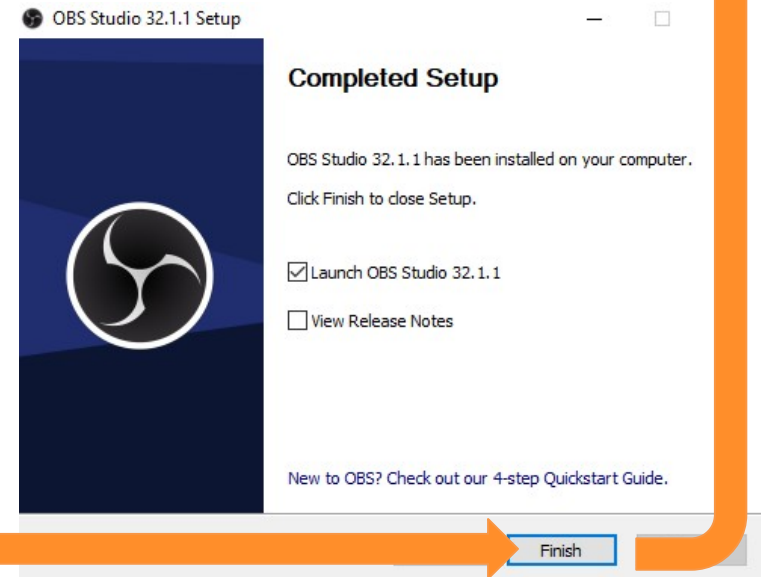 OBS Studio 32.1.1 Setup
Completed Setup
OBS Studio 32.1.1 has been installed on your computer.
Click Finish to close Setup.
Launch OBS Studio 32.1.1
View Release Notes
New to OBS? Check out our 4-step Quickstart Guide.
Finish